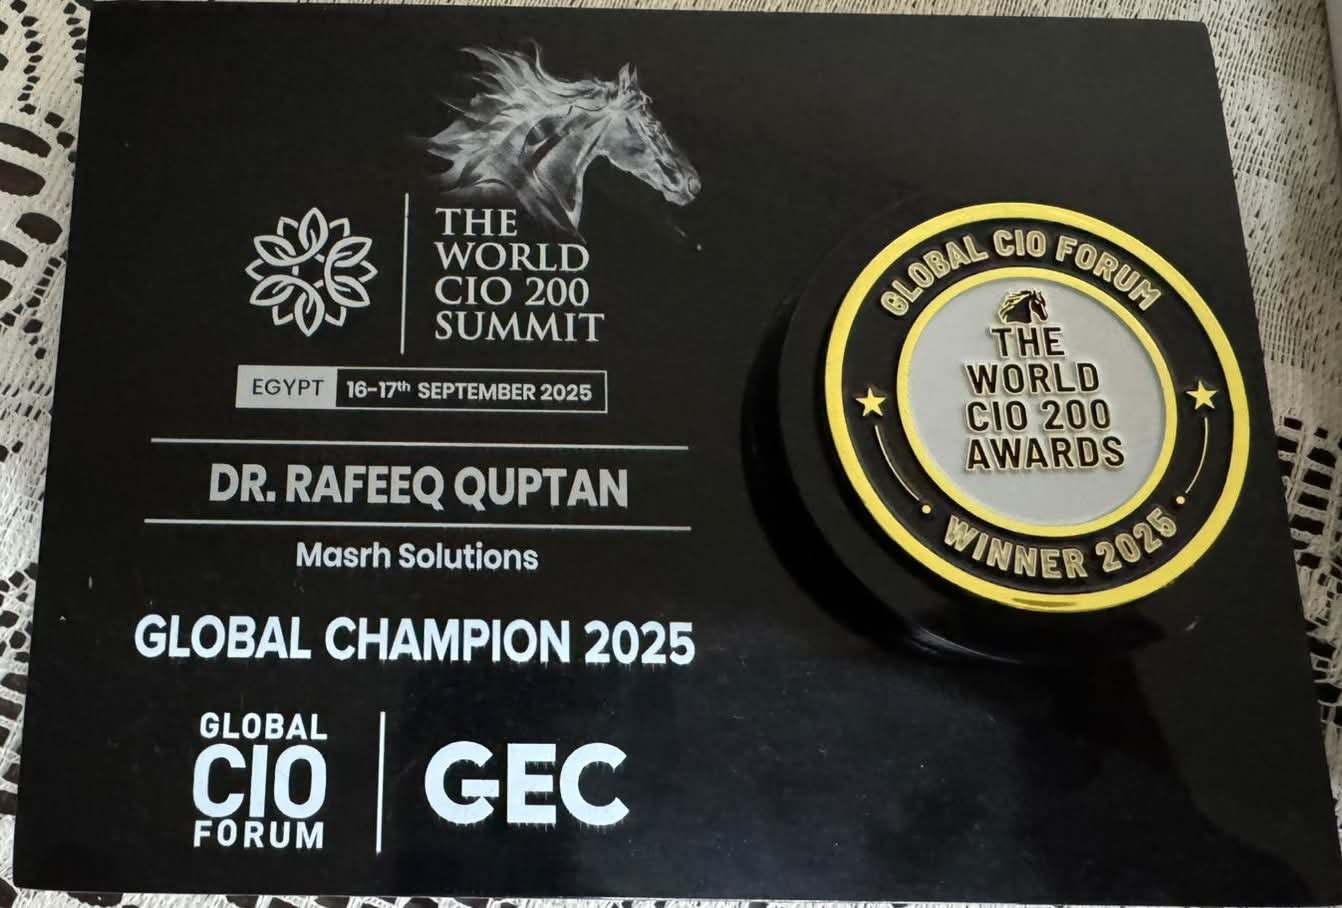 THE
WORLD
CIO 200
SUMMIT
EGYPT 16-17th SEPTEMBER 2025
DR. RAFEEQ QUPTAN
Masrh Solutions
GLOBAL CHAMPION 2025
GLOBAL
CIO
FORUM
GEC
GLOBAL CIO FORUM
THE
WORLD
CIO 200
AWARDS
WINNER 2025